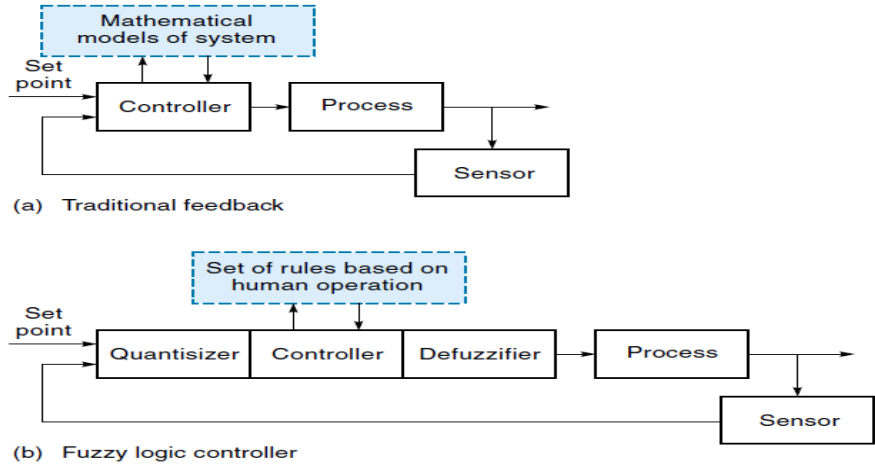 Mathematical
models of system
Set
point
Controller
Process
Sensor
(a) Traditional feedback
Set of rules based on
human operation
Set
point
Quantisizer
Controller
Defuzzifier
Process
Sensor
(b) Fuzzy logic controller